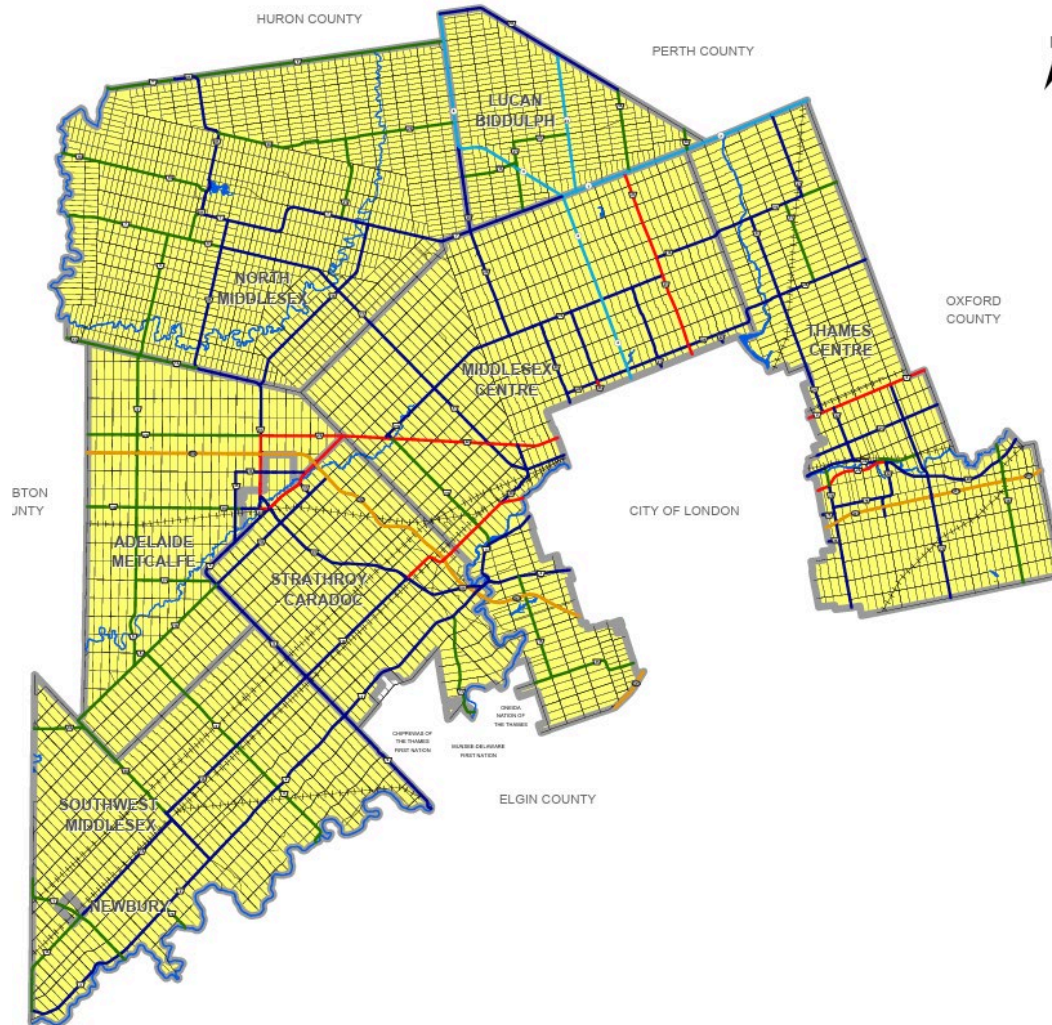 HURON COUNTY
PERTH COUNTY
LUCAN
BIDDULPH
NORTH
MIDDLESEX
OXFORD
COUNTY
THAMES
CENTRE
MIDDLESEX
CENTRE
BTON
UNTY
CITY OF LONDON
ADELAIDE
METCALFE
STRATHROY
- CARADOC
ONEIDA
NATION OF
THE THAMES
CHIPPEWAS OF
THE THAMES
FIRST NATION
MUNSEE-DELAWARE
FIRST NATION
ELGIN COUNTY
SOUTHWEST
MIDDLESEX
NEWBURY